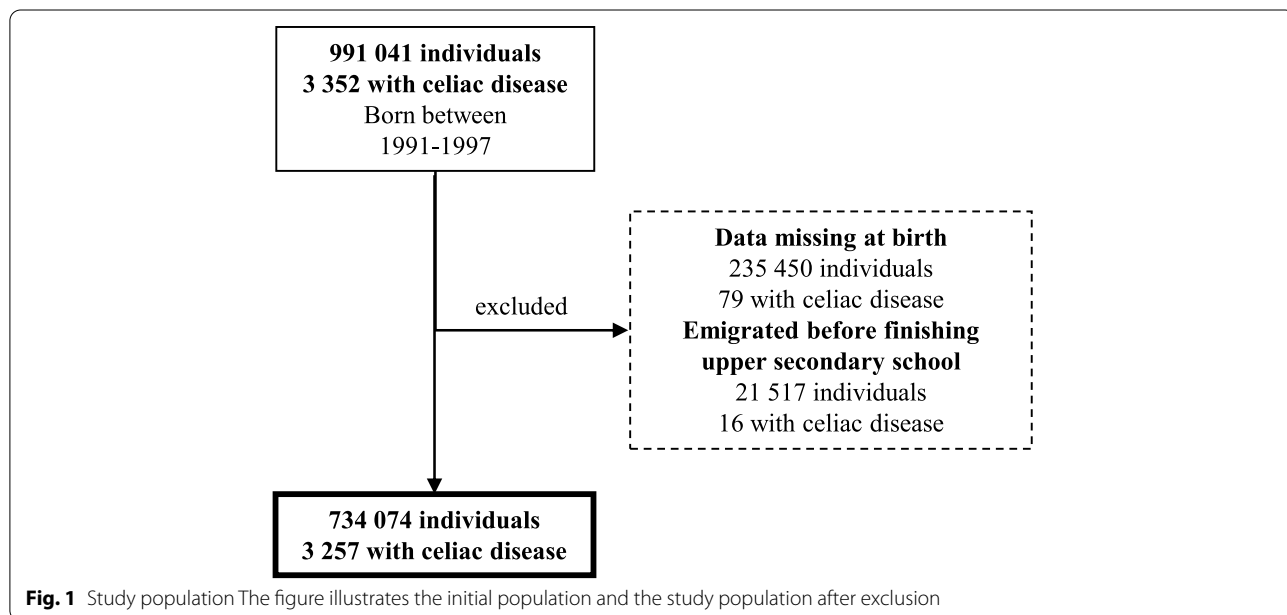 991 041 individuals
3 352 with celiac disease
Born between
1991-1997
Data missing at birth
235 450 individuals
79 with celiac disease
Emigrated before finishing
upper secondary school
21 517 individuals
16 with celiac disease
excluded
734 074 individuals
3 257 with celiac disease
Fig. 1 Study population The figure illustrates the initial population and the study population after exclusion